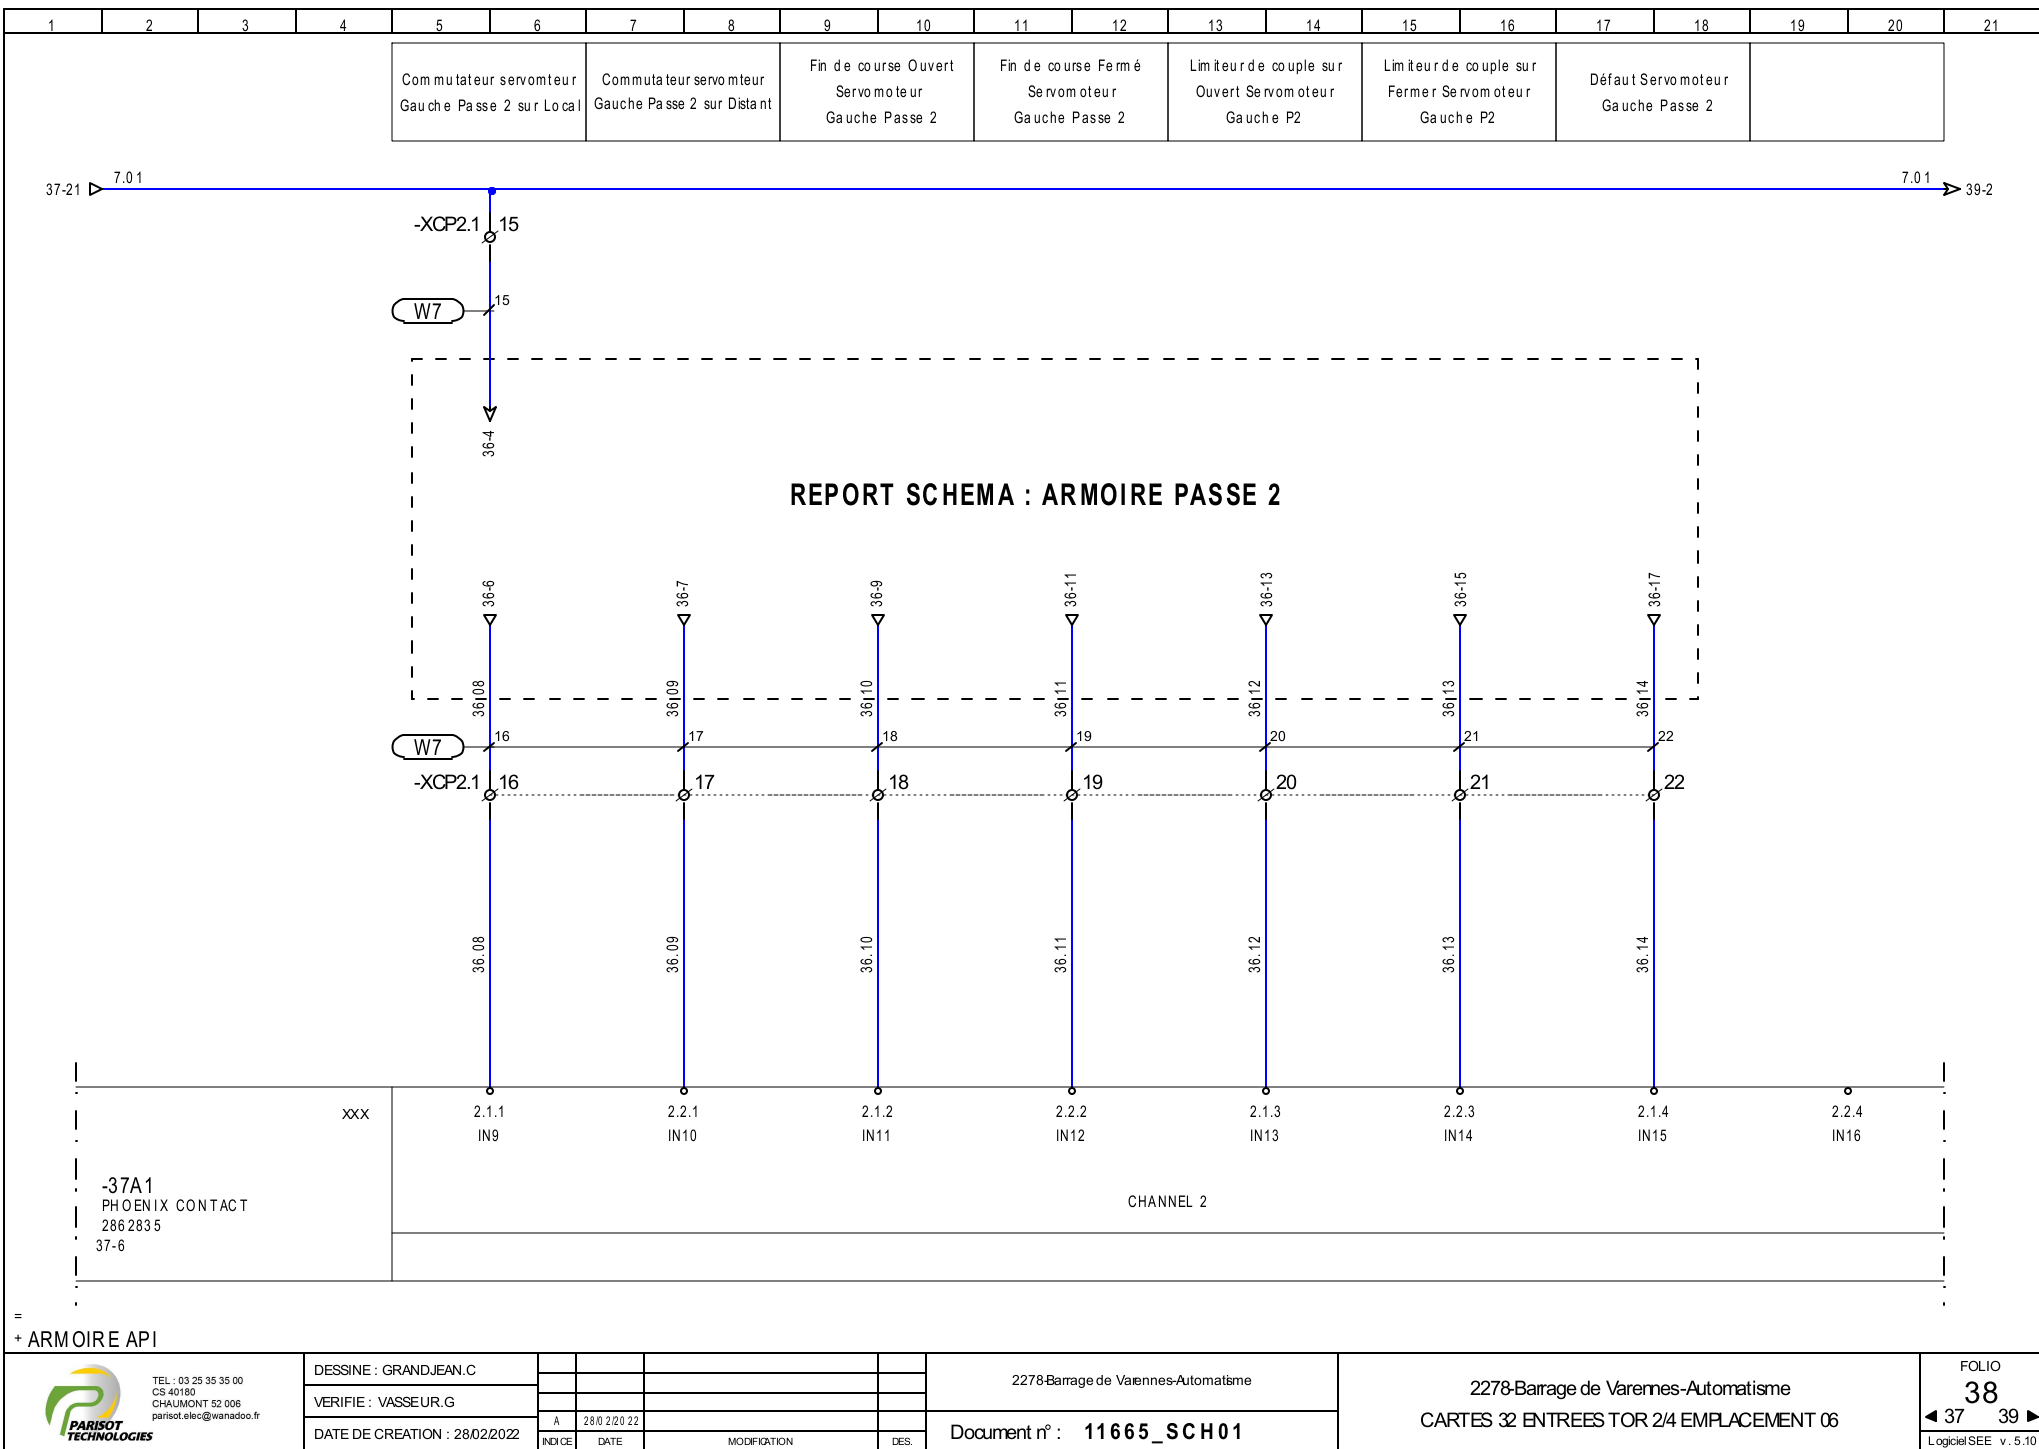 1 2 3 4 5 6 7 8 9 10 11 12 13 14 15 16 17 18 19 20 21
Commutateur servomteur
Gauche Passe 2 sur Local
Commutateur servomteur
Gauche Passe 2 sur Distant
Fin de course Ouvert
Servomoteur
Gauche Passe 2
Fin de course Fermé
Servomoteur
Gauche Passe 2
Limiteur de couple sur
Ouvert Servomoteur
Gauche P2
Limiteur de couple sur
Fermer Servomoteur
Gauche P2
Défaut Servomoteur
Gauche Passe 2
37-21 7.01 7.01 39-2
-XCP2.1 15
W7 15
36-4
REPORT SCHEMA : ARMOIRE PASSE 2
36-6 36-7 36-9 36-11 36-13 36-15 36-17
36.08 36.09 36.10 36.11 36.12 36.13 36.14
W7 16 17 18 19 20 21 22
-XCP2.1 16 17 18 19 20 21 22
36.08 36.09 36.10 36.11 36.12 36.13 36.14
XXX 2.1.1 2.2.1 2.1.2 2.2.2 2.1.3 2.2.3 2.1.4 2.2.4
IN9 IN10 IN11 IN12 IN13 IN14 IN15 IN16
-37A1
PHOENIX CONTACT
2862835
37-6
CHANNEL 2
=
+ ARMOIRE API
PARISOT
TECHNOLOGIES
TEL : 03 25 35 35 00
CS 40180
CHAUMONT 52 006
parisot.elec@wanadoo.fr
DESSINE : GRANDJEAN.C
VERIFIE : VASSEUR.G
DATE DE CREATION : 28/02/2022
A 28/02/2022
INDICE DATE MODIFICATION DES.
2278-Barrage de Varennes-Automatisme
Document n° : 11665_SCH01
2278-Barrage de Varennes-Automatisme
CARTES 32 ENTREES TOR 2/4 EMPLACEMENT 06
FOLIO
38
37 39
Logiciel SEE v. 5.10